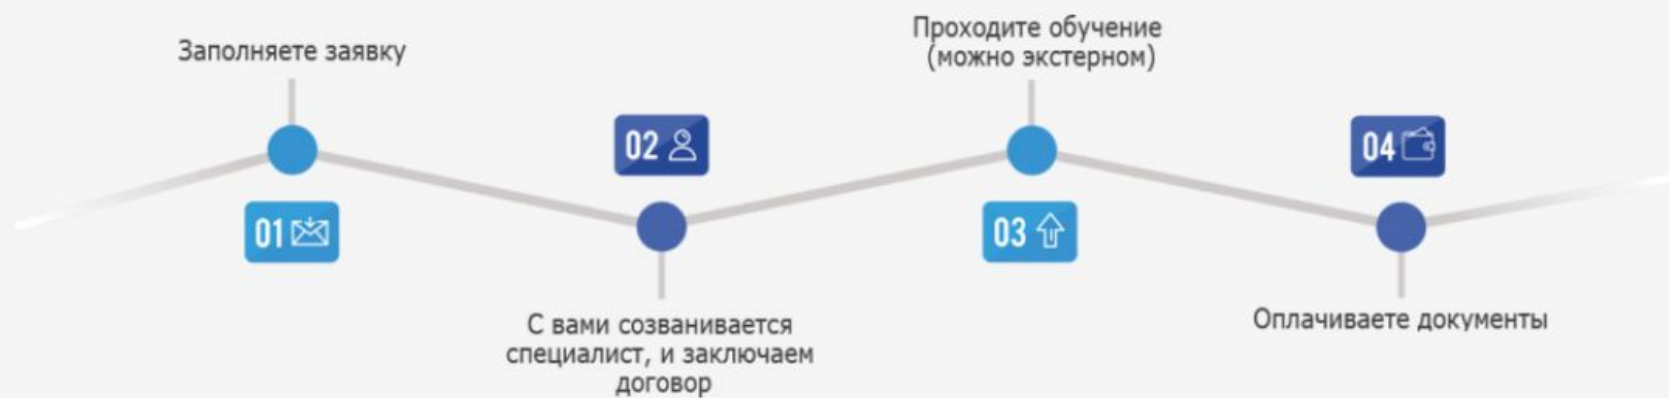 Заполняете заявку
01
02
С вами созванивается
специалист, и заключаем
договор
Проходите обучение
(можно экстерном)
03
04
Оплачиваете документы